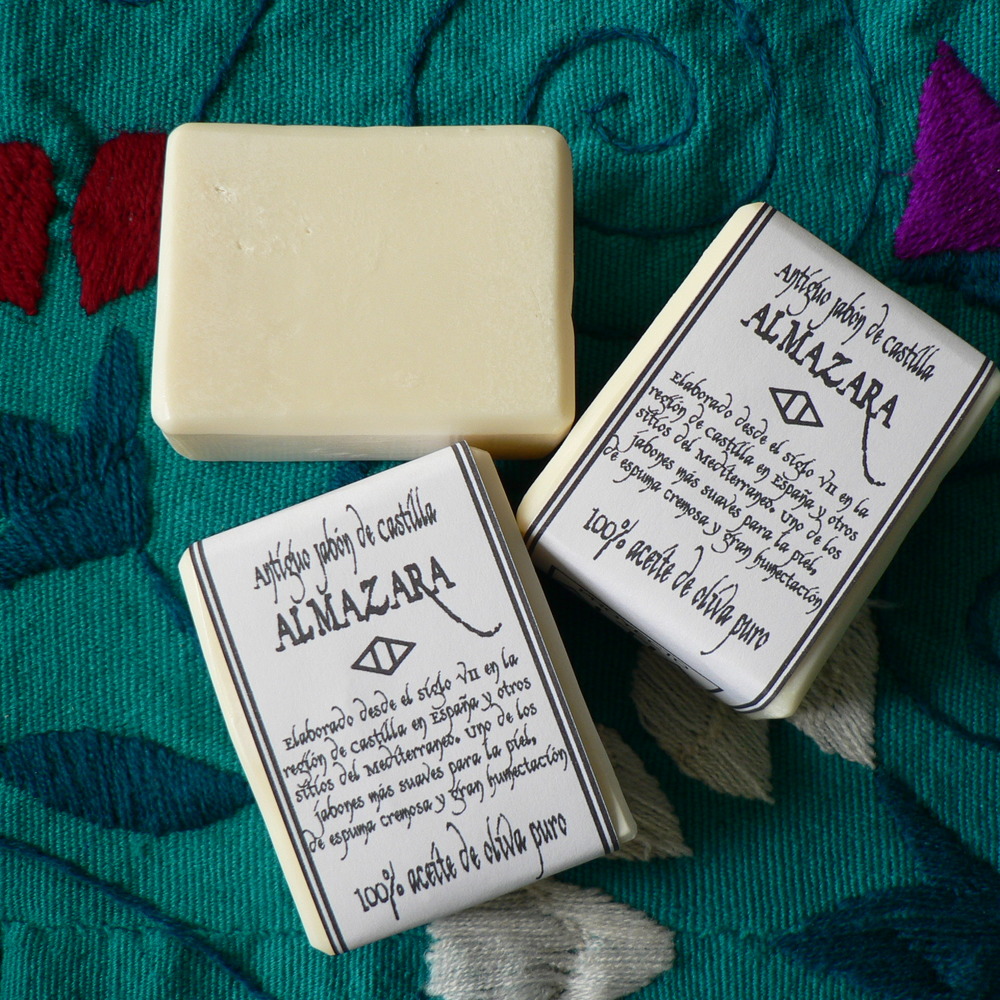 Antiguo jabón de castilla
ALMAZARA
Elaborado desde el siglo VII en la
región de Castilla en España y otros
sitios del Mediterraneo. Uno de los
jabones más suaves para la piel,
de espuma cremosa y gran humectación
100% aceite de oliva puro
Antiguo jabón de castilla
ALMAZARA
Elaborado desde el siglo VII en la
región de Castilla en España y otros
sitios del Mediterraneo. Uno de los
jabones más suaves para la piel,
de espuma cremosa y gran humectación
100% aceite de oliva puro